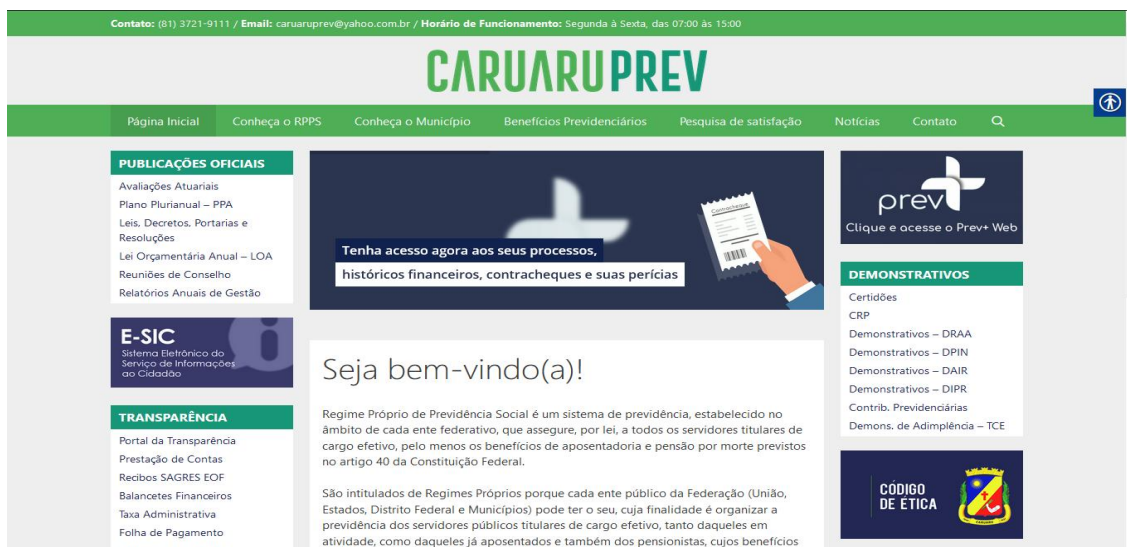 Contato: (81) 3721-9111 / Email: caruaruprev@yahoo.com.br / Horário de Funcionamento: Segunda à Sexta, das 07:00 às 15:00
CARUARUPREV
Página Inicial Conheça o RPPS Conheça o Município Benefícios Previdenciários Pesquisa de satisfação Notícias Contato
PUBLICAÇÕES OFICIAIS
Avaliações Atuariais
Plano Plurianual – PPA
Leis, Decretos, Portarias e
Resoluções
Lei Orçamentária Anual – LOA
Reuniões de Conselho
Relatórios Anuais de Gestão
E-SIC
Sistema Eletrônico do
Serviço de Informações
ao Cidadão
TRANSPARÊNCIA
Portal da Transparência
Prestação de Contas
Recibos SAGRES EOF
Balancetes Financeiros
Taxa Administrativa
Folha de Pagamento
Contracheque
Tenha acesso agora aos seus processos,
históricos financeiros, contracheques e suas perícias
Seja bem-vindo(a)!
Regime Próprio de Previdência Social é um sistema de previdência, estabelecido no
âmbito de cada ente federativo, que assegure, por lei, a todos os servidores titulares de
cargo efetivo, pelo menos os benefícios de aposentadoria e pensão por morte previstos
no artigo 40 da Constituição Federal.
São intitulados de Regimes Próprios porque cada ente público da Federação (União,
Estados, Distrito Federal e Municípios) pode ter o seu, cuja finalidade é organizar a
previdência dos servidores públicos titulares de cargo efetivo, tanto daqueles em
atividade, como daqueles já aposentados e também dos pensionistas, cujos benefícios
prev
Clique e acesse o Prev+ Web
DEMONSTRATIVOS
Certidões
CRP
Demonstrativos – DRAA
Demonstrativos – DPIN
Demonstrativos – DAIR
Demonstrativos – DIPR
Contrib. Previdenciárias
Demons. de Adimplência – TCE
CÓDIGO
DE ÉTICA